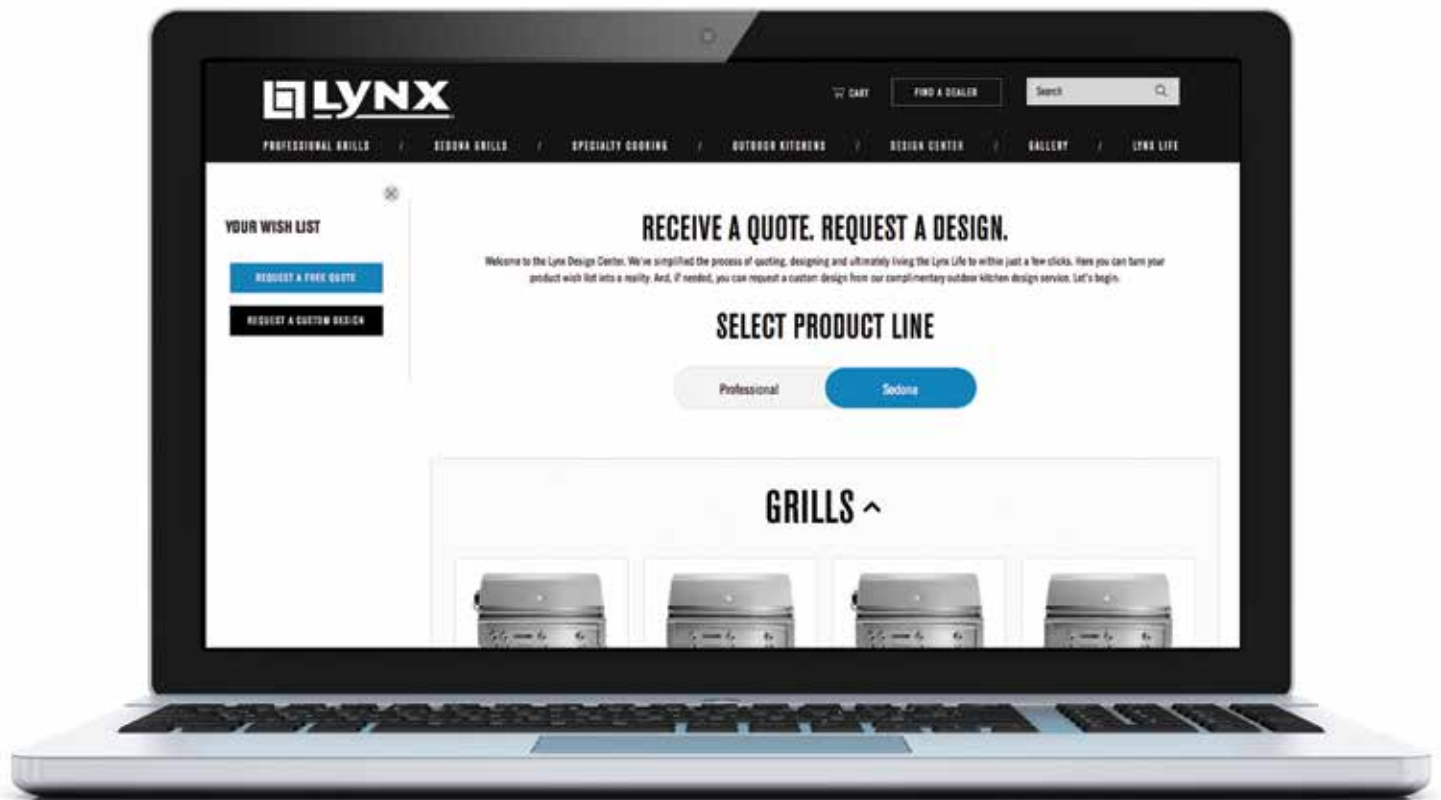 LYNX
CART
FIND A DEALER
Search
PROFESSIONAL GRILLS / SEDONA GRILLS / SPECIALTY COOKING / OUTDOOR KITCHENS / DESIGN CENTER / GALLERY / LYNX LIFE
YOUR WISH LIST
REQUEST A FREE QUOTE
REQUEST A CUSTOM DESIGN
RECEIVE A QUOTE. REQUEST A DESIGN.
Welcome to the Lynx Design Center. We've simplified the process of quoting, designing and ultimately living the Lynx Life to within just a few clicks. Here you can turn your
product wish list into a reality. And, if needed, you can request a custom design from our complimentary outdoor kitchen design service. Let's begin.
SELECT PRODUCT LINE
Professional
Sedona
GRILLS